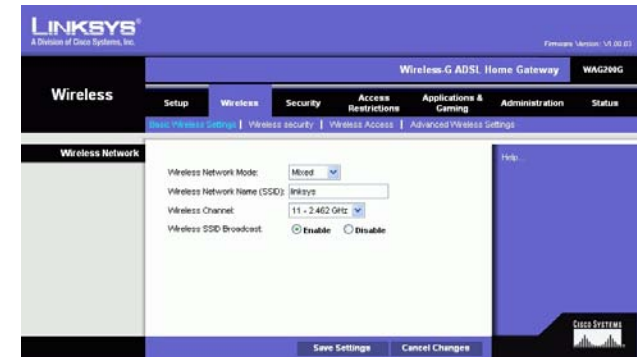 LINKSYS®
A Division of Cisco Systems, Inc.
Firmware Version: V1.00.03
Wireless-G ADSL Home Gateway WAG200G
Wireless
Setup Wireless Security Access Restrictions Applications & Gaming Administration Status
Basic Wireless Settings | Wireless security | Wireless Access | Advanced Wireless Settings
Wireless Network
Help...
Wireless Network Mode: Mixed
Wireless Network Name (SSID): linksys
Wireless Channel: 11 - 2.462 GHz
Wireless SSID Broadcast: Enable Disable
Save Settings Cancel Changes
CISCO SYSTEMS